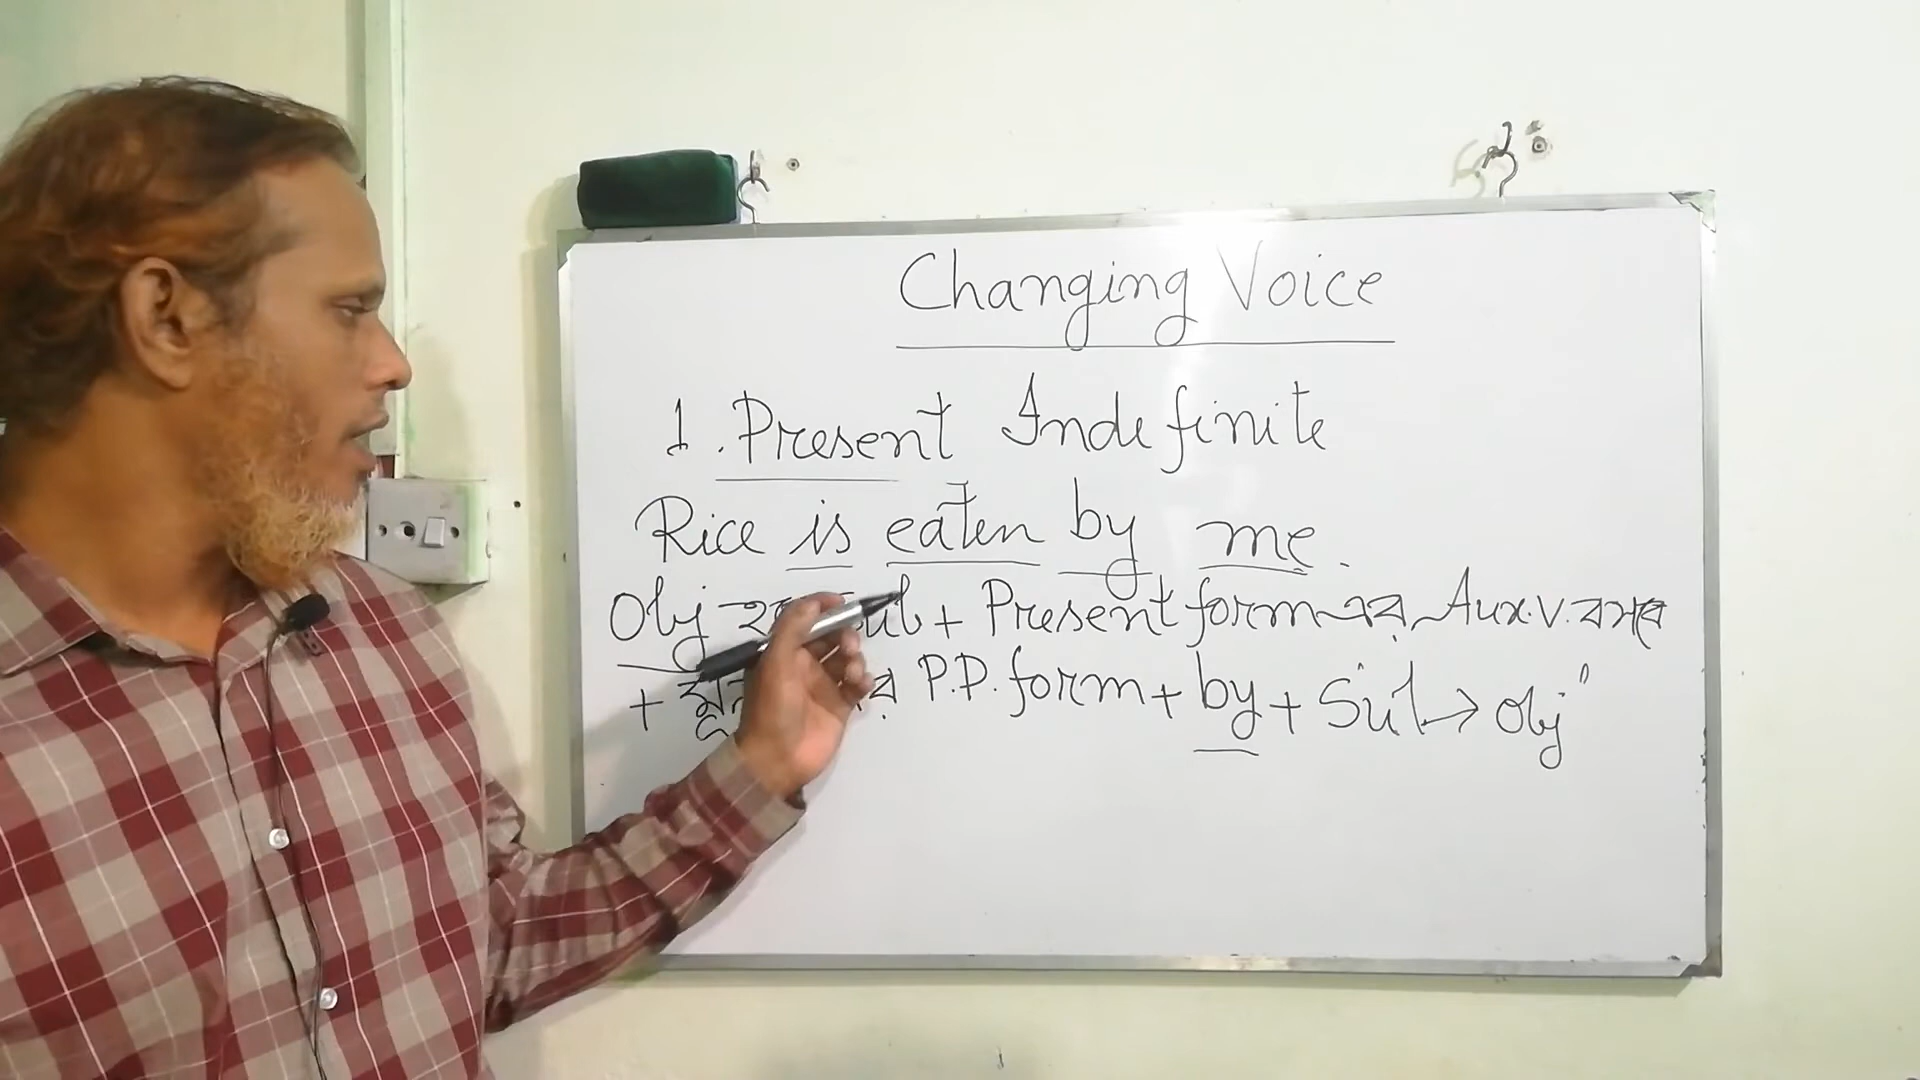 Changing Voice
1. Present Indefinite
Rice is eaten by me.
Obj Sub + Present form এর Aux.V. বসবে
+ P.P. form + by + Sub → Obj